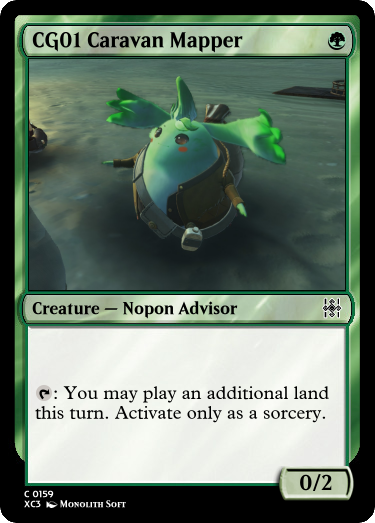 CG01 Caravan Mapper
Creature — Nopon Advisor
: You may play an additional land
this turn. Activate only as a sorcery.
0/2
C 0159
XC3 Monolith Soft